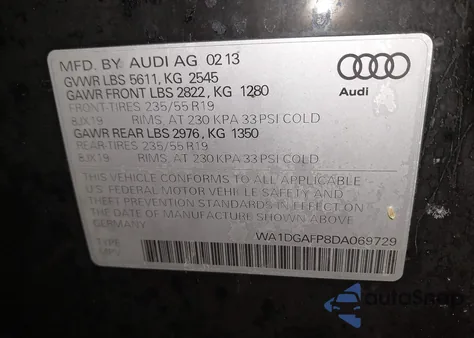 MFD. BY AUDI AG 02 13
GVWR LBS 5611, KG 2545
GAWR FRONT LBS 2822, KG 1280
FRONT-TIRES 235/55 R19
8JX19 RIMS, AT 230 KPA 33 PSI COLD
GAWR REAR LBS 2976, KG 1350
REAR-TIRES 235/55 R19
8JX19 RIMS, AT 230 KPA 33 PSI COLD
THIS VEHICLE CONFORMS TO ALL APPLICABLE
U.S. FEDERAL MOTOR VEHICLE SAFETY AND
THEFT PREVENTION STANDARDS IN EFFECT ON
THE DATE OF MANUFACTURE SHOWN ABOVE
GERMANY
WA1DGAFP8DA069729
TYPE:
MPV
Audi
autoSnap